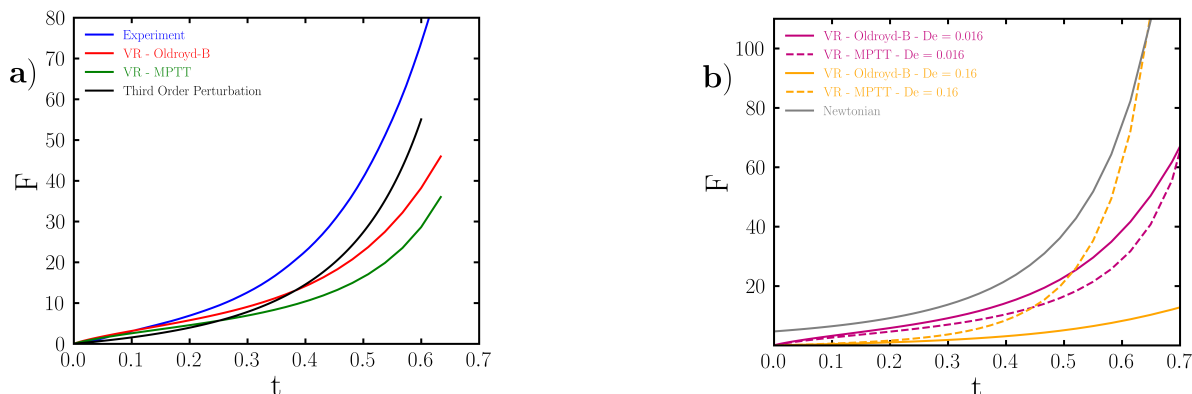 a)
F
80
70
60
50
40
30
20
10
0
Experiment
VR - Oldroyd-B
VR - MPTT
Third Order Perturbation
0.0 0.1 0.2 0.3 0.4 0.5 0.6 0.7
t
b)
F
100
80
60
40
20
VR - Oldroyd-B - De = 0.016
VR - MPTT - De = 0.016
VR - Oldroyd-B - De = 0.16
VR - MPTT - De = 0.16
Newtonian
0.0 0.1 0.2 0.3 0.4 0.5 0.6 0.7
t